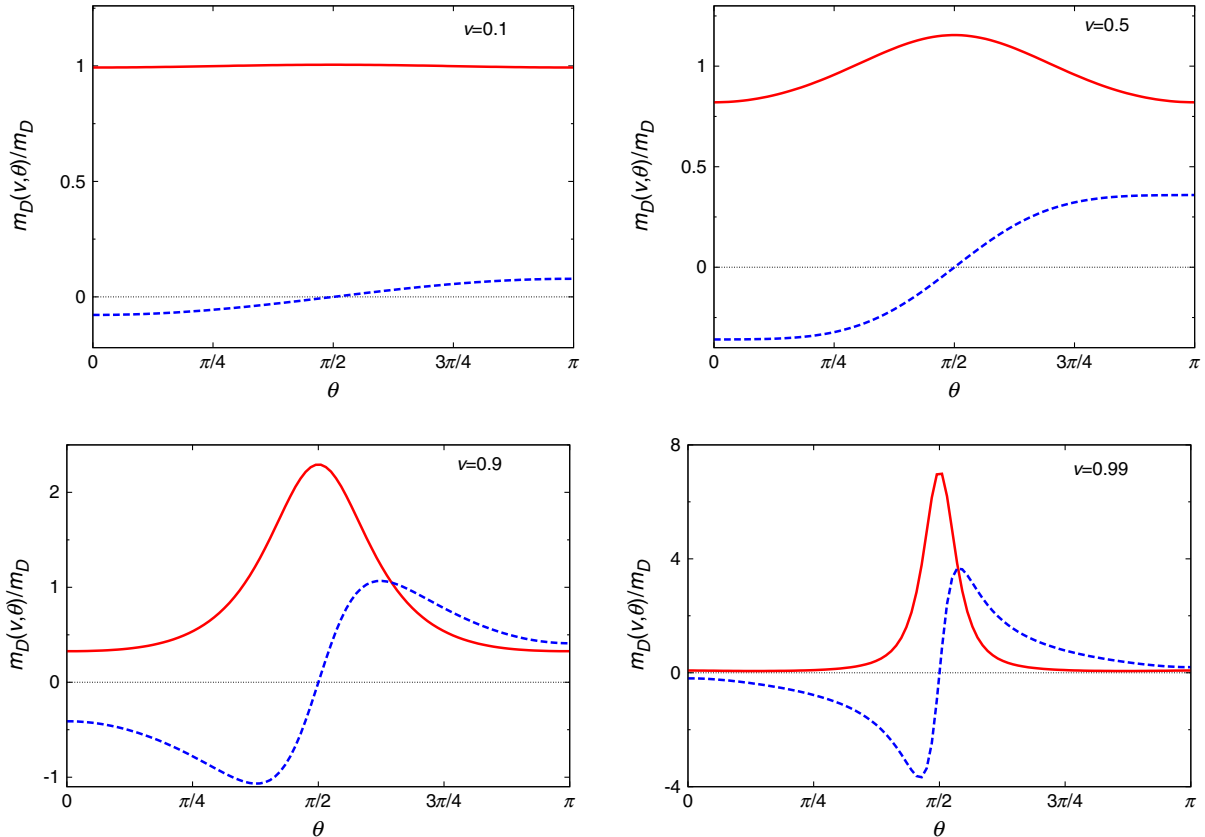 v=0.1
m_D(v,θ)/m_D
1
0.5
0
0
π/4
π/2
3π/4
π
θ
v=0.5
m_D(v,θ)/m_D
1
0.5
0
0
π/4
π/2
3π/4
π
θ
v=0.9
m_D(v,θ)/m_D
2
1
0
-1
0
π/4
π/2
3π/4
π
θ
v=0.99
m_D(v,θ)/m_D
8
4
0
-4
0
π/4
π/2
3π/4
π
θ